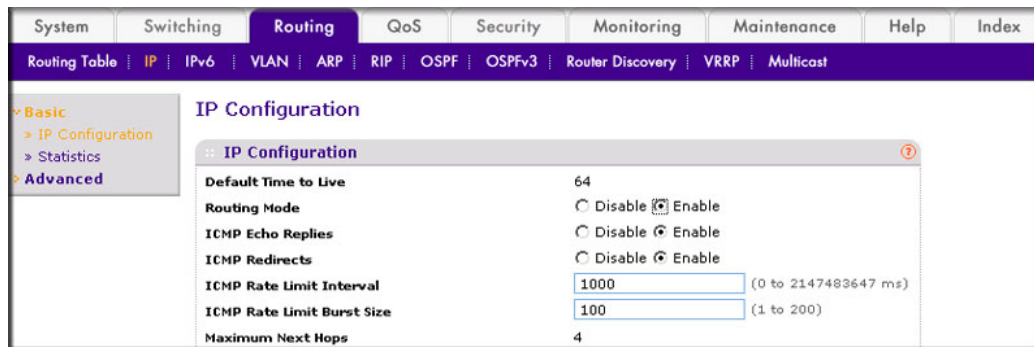 System Switching Routing QoS Security Monitoring Maintenance Help Index
Routing Table IP IPv6 VLAN ARP RIP OSPF OSPFv3 Router Discovery VRRP Multicast
Basic
» IP Configuration
» Statistics
Advanced
IP Configuration
IP Configuration ?
Default Time to Live 64
Routing Mode Disable Enable
ICMP Echo Replies Disable Enable
ICMP Redirects Disable Enable
ICMP Rate Limit Interval 1000 (0 to 2147483647 ms)
ICMP Rate Limit Burst Size 100 (1 to 200)
Maximum Next Hops 4